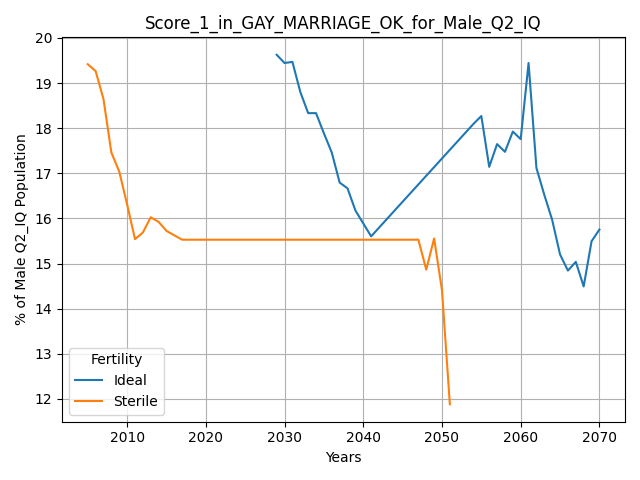 Score_1_in_GAY_MARRIAGE_OK_for_Male_Q2_IQ
% of Male Q2_IQ Population
20
19
18
17
16
15
14
13
12
Fertility
Ideal
Sterile
2010 2020 2030 2040 2050 2060 2070
Years